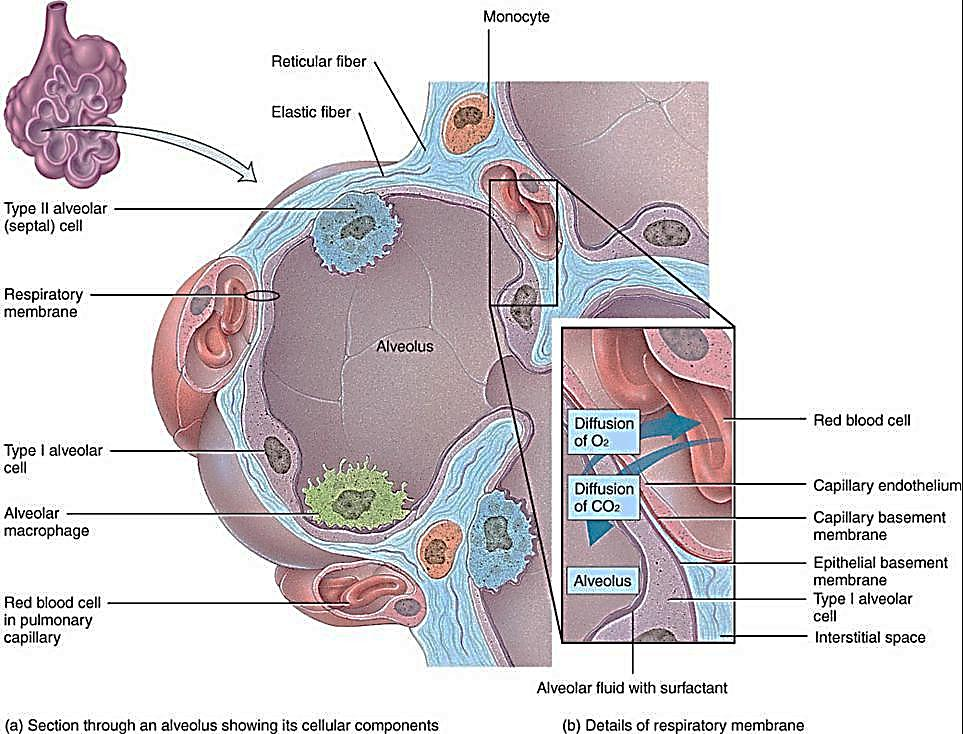 Monocyte
Reticular fiber
Elastic fiber
Type II alveolar
(septal) cell
Respiratory
membrane
Alveolus
Type I alveolar
cell
Alveolar
macrophage
Red blood cell
in pulmonary
capillary
Diffusion
of O2
Diffusion
of CO2
Alveolus
Red blood cell
Capillary endothelium
Capillary basement
membrane
Epithelial basement
membrane
Type I alveolar
cell
Interstitial space
Alveolar fluid with surfactant
(a) Section through an alveolus showing its cellular components
(b) Details of respiratory membrane